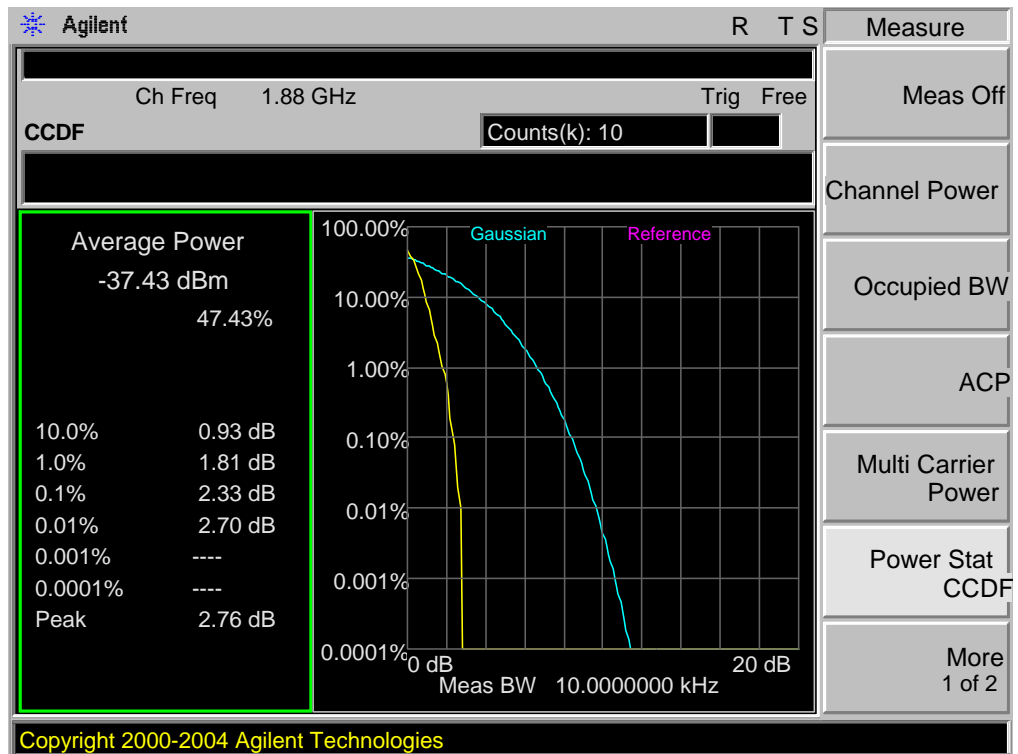 Agilent
R T S
Measure
Ch Freq 1.88 GHz
Trig Free
CCDF
Counts(k): 10
Average Power
-37.43 dBm
47.43%
10.0% 0.93 dB
1.0% 1.81 dB
0.1% 2.33 dB
0.01% 2.70 dB
0.001% ----
0.0001% ----
Peak 2.76 dB
Gaussian
Reference
100.00%
10.00%
1.00%
0.10%
0.01%
0.001%
0.0001%
0 dB
20 dB
Meas BW 10.0000000 kHz
Meas Off
Channel Power
Occupied BW
ACP
Multi Carrier
Power
Power Stat
CCDF
More
1 of 2
Copyright 2000-2004 Agilent Technologies